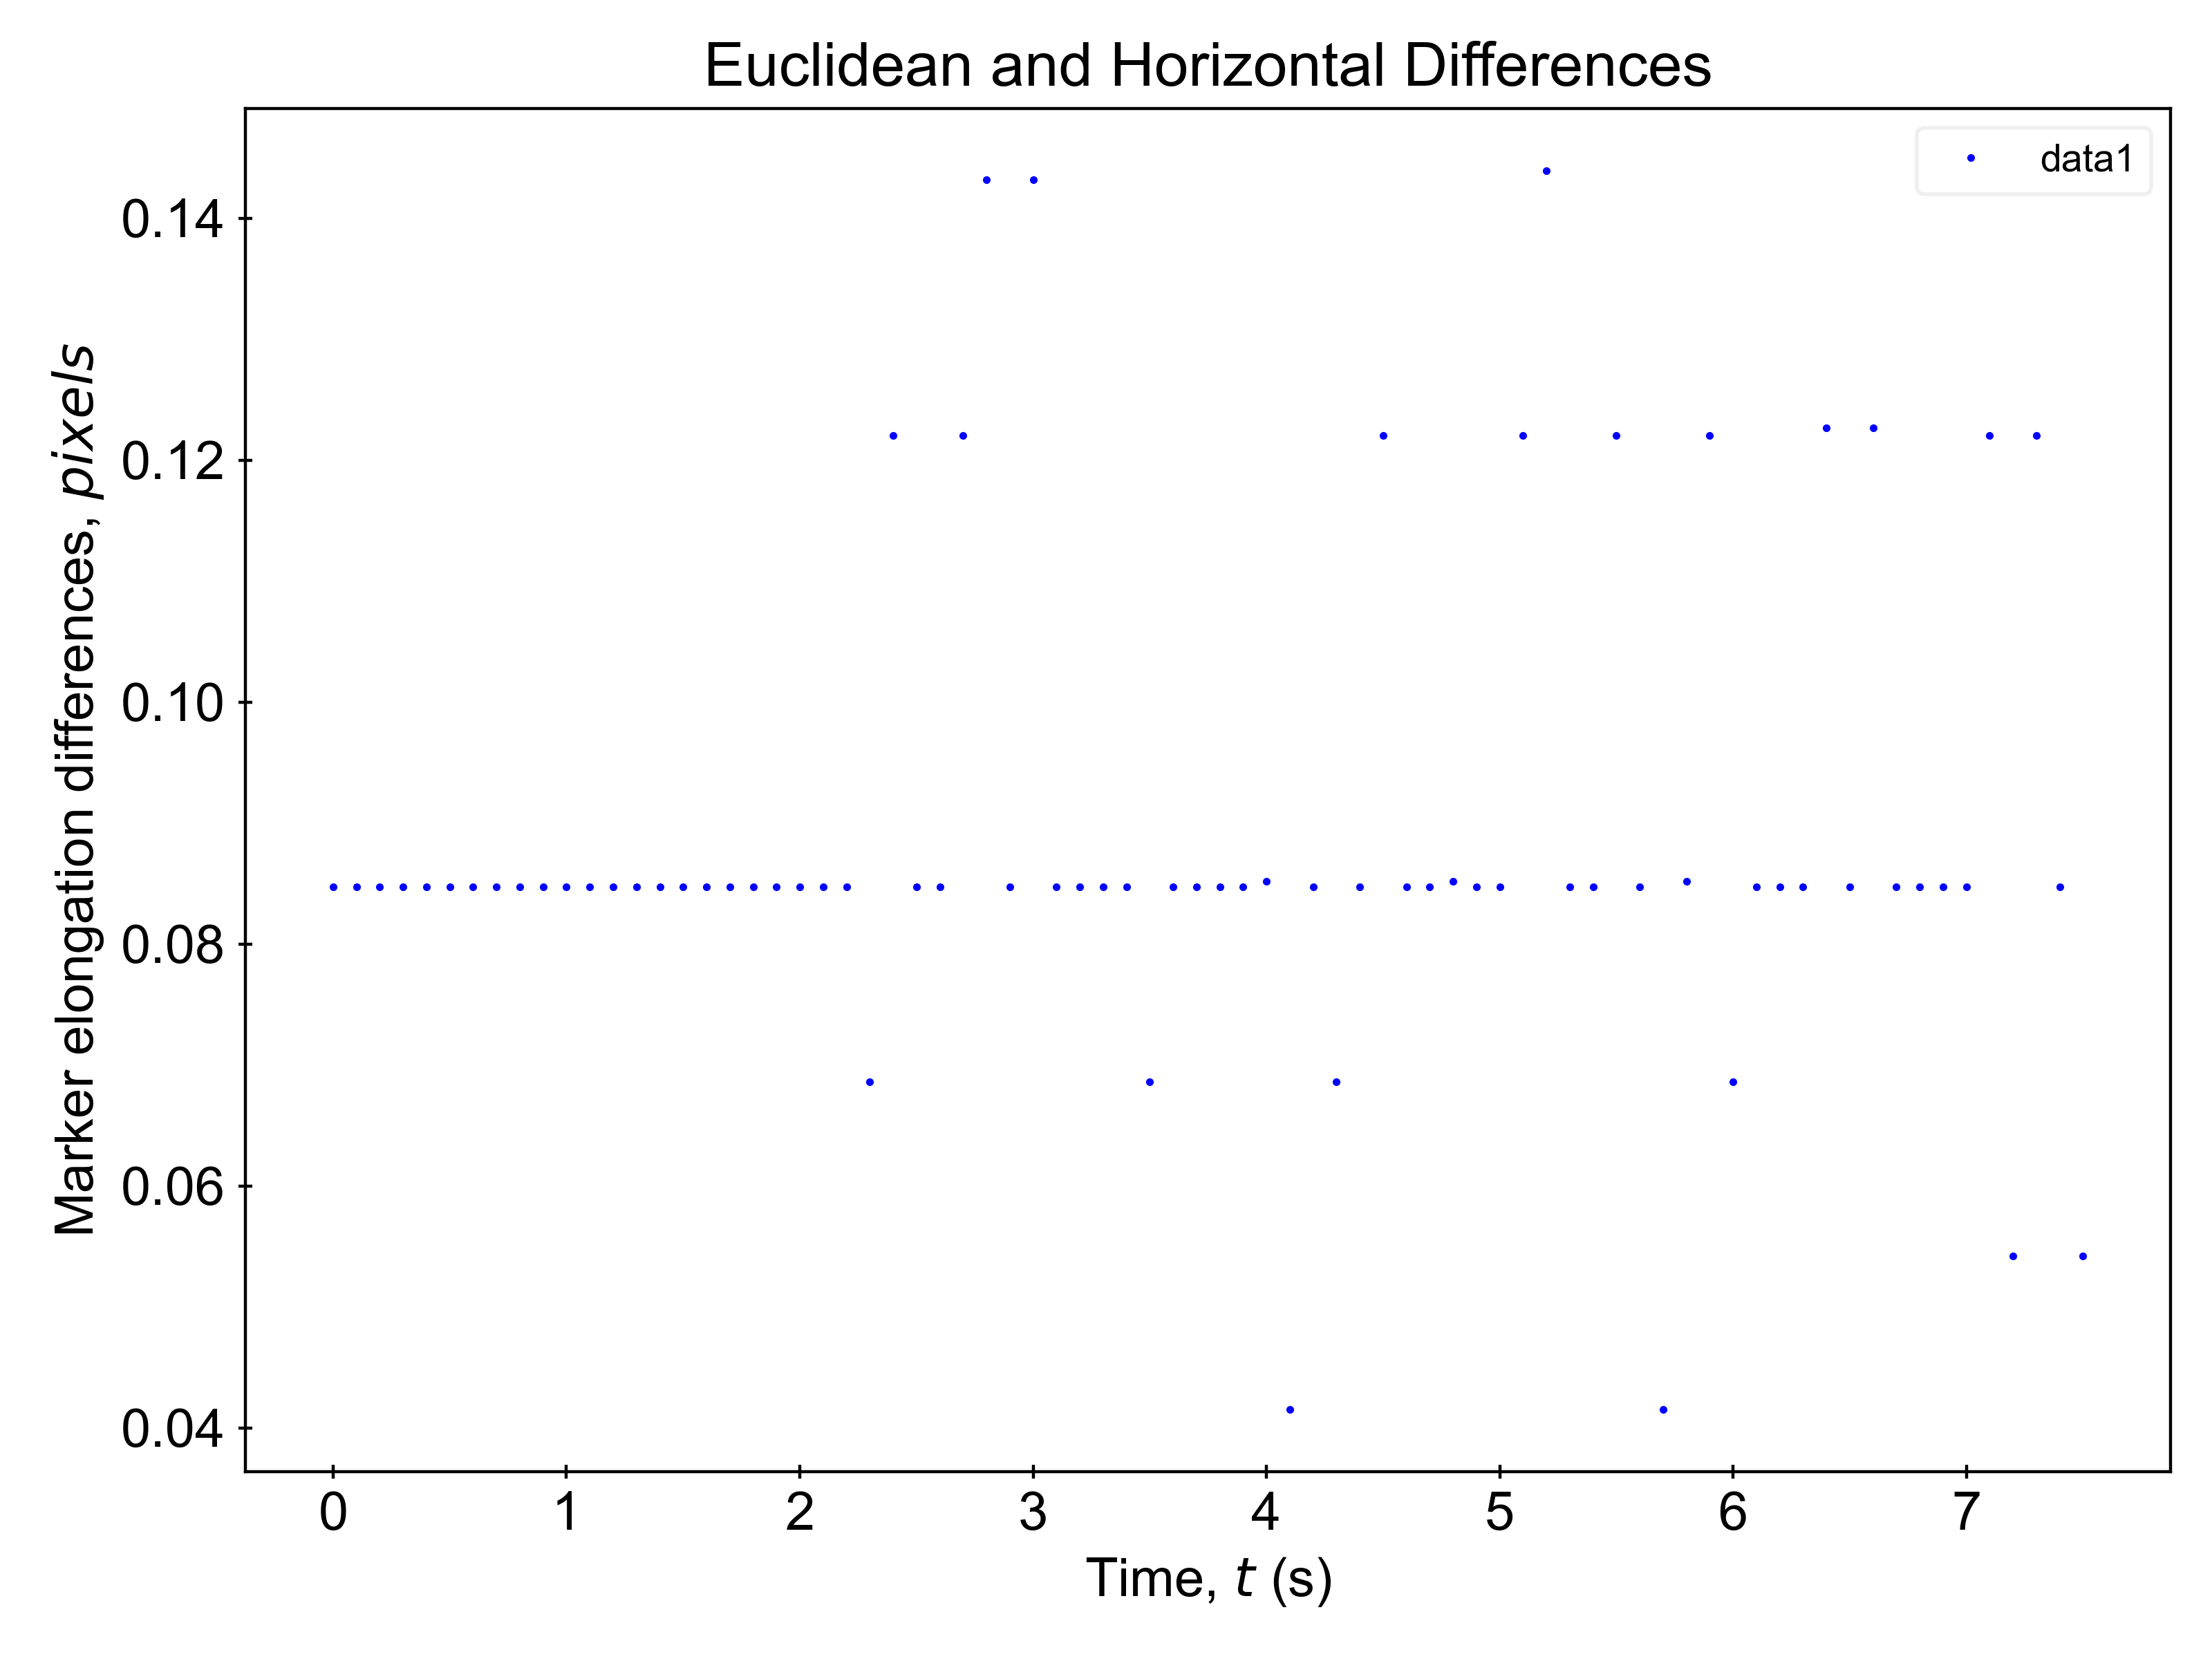 Euclidean and Horizontal Differences
data1
Marker elongation differences, pixels
0.14
0.12
0.10
0.08
0.06
0.04
0 1 2 3 4 5 6 7
Time, t (s)